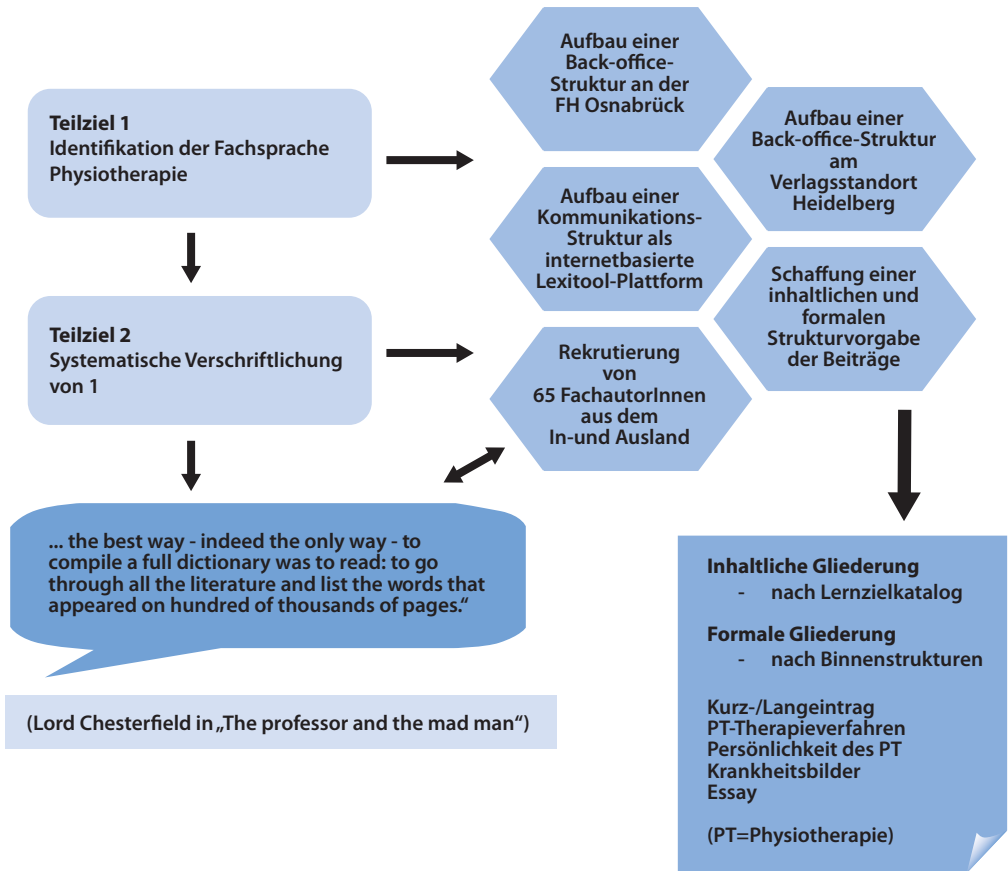 Teilziel 1
Identifikation der Fachsprache
Physiotherapie
Teilziel 2
Systematische Verschriftlichung
von 1
... the best way - indeed the only way - to
compile a full dictionary was to read: to go
through all the literature and list the words that
appeared on hundred of thousands of pages.“
(Lord Chesterfield in „The professor and the mad man“)
Aufbau einer
Back-office-
Struktur an der
FH Osnabrück
Aufbau einer
Back-office-Struktur
am
Verlagsstandort
Heidelberg
Aufbau einer
Kommunikations-
Struktur als
internetbasierte
Lexitool-Plattform
Schaffung einer
inhaltlichen und
formalen
Strukturvorgabe
der Beiträge
Rekrutierung
von
65 FachautorInnen
aus dem
In-und Ausland
Inhaltliche Gliederung
- nach Lernzielkatalog
Formale Gliederung
- nach Binnenstrukturen
Kurz-/Langeintrag
PT-Therapieverfahren
Persönlichkeit des PT
Krankheitsbilder
Essay
(PT=Physiotherapie)